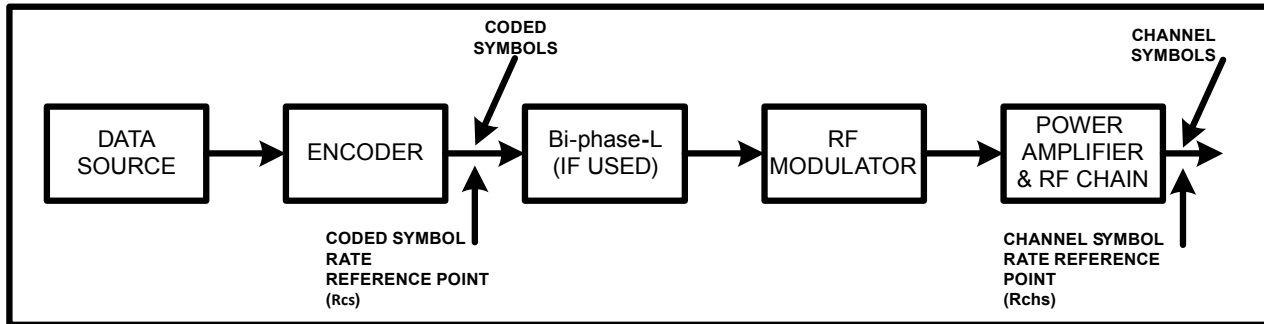 CODED
SYMBOLS
CHANNEL
SYMBOLS
DATA
SOURCE
ENCODER
Bi-phase-L
(IF USED)
RF
MODULATOR
POWER
AMPLIFIER
& RF CHAIN
CODED SYMBOL
RATE
REFERENCE POINT
(Rcs)
CHANNEL SYMBOL
RATE REFERENCE
POINT
(Rchs)